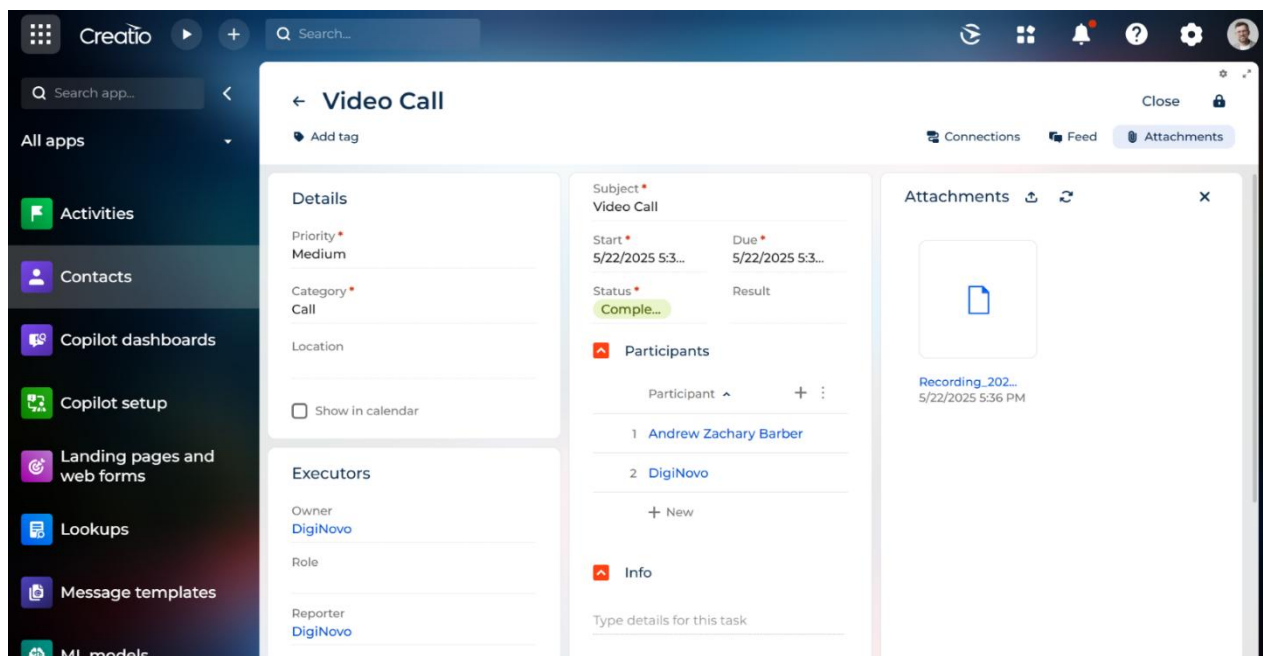 Creatio
Search...
Search app...
All apps
Activities
Contacts
Copilot dashboards
Copilot setup
Landing pages and
web forms
Lookups
Message templates
ML models
Video Call
Close
Add tag
Connections
Feed
Attachments
Details
Priority*
Medium
Category*
Call
Location
Show in calendar
Executors
Owner
DigiNovo
Role
Reporter
DigiNovo
Subject*
Video Call
Start*
Due*
5/22/2025 5:3...
5/22/2025 5:3...
Status*
Result
Comple...
Participants
Participant
1 Andrew Zachary Barber
2 DigiNovo
+ New
Info
Type details for this task
Attachments
Recording_202...
5/22/2025 5:36 PM